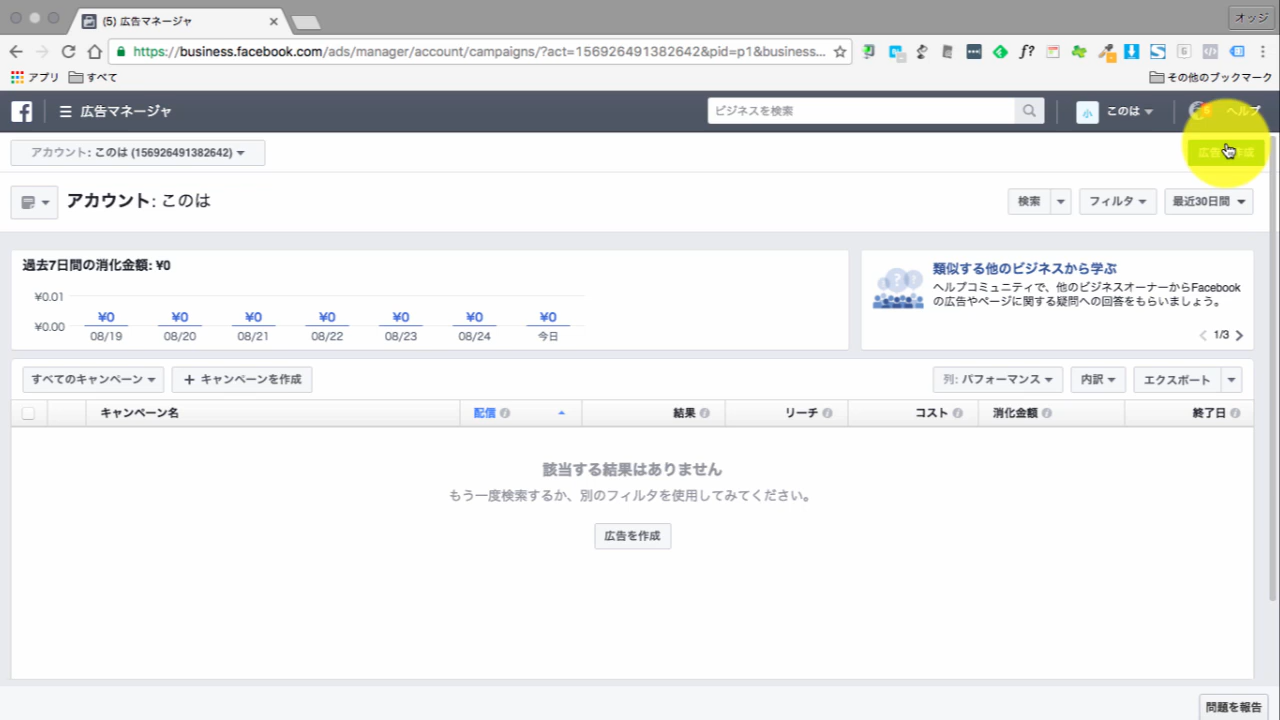 (5) 広告マネージャ
オッジ
https://business.facebook.com/ads/manager/account/campaigns/?act=156926491382642&pid=p1&business...
アプリ すべて その他のブックマーク
広告マネージャ ビジネスを検索 このは ヘルプ
アカウント: このは (156926491382642)
アカウント: このは 検索 フィルタ 最近30日間
過去7日間の消化金額: ¥0
¥0.01
¥0.00
¥0 ¥0 ¥0 ¥0 ¥0 ¥0 ¥0
08/19 08/20 08/21 08/22 08/23 08/24 今日
類似する他のビジネスから学ぶ
ヘルプコミュニティで、他のビジネスオーナーからFacebook
の広告やページに関する疑問への回答をもらいましょう。
1/3
すべてのキャンペーン + キャンペーンを作成 列: パフォーマンス 内訳 エクスポート
キャンペーン名 配信 結果 リーチ コスト 消化金額 終了日
該当する結果はありません
もう一度検索するか、別のフィルタを使用してみてください。
広告を作成
問題を報告